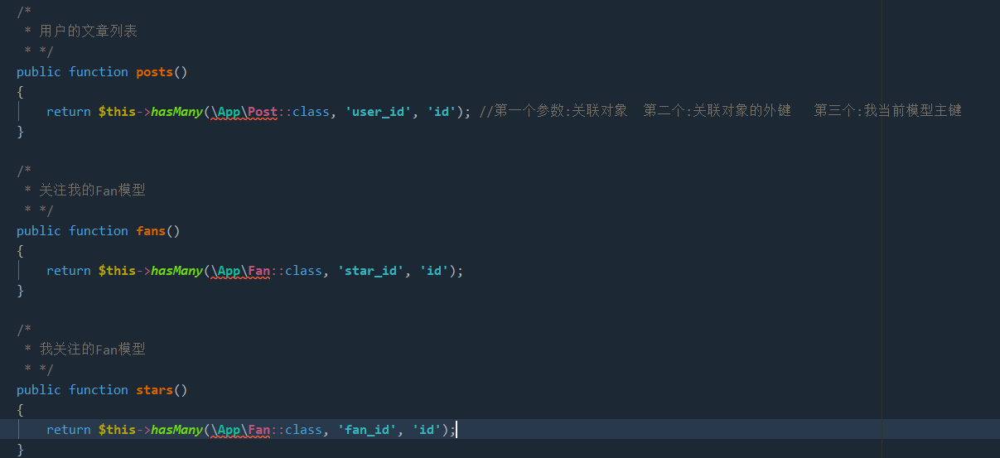 /*
 * 用户的文章列表
 * */
public function posts()
{
    return $this->hasMany(\App\Post::class, 'user_id', 'id'); //第一个参数:关联对象  第二个:关联对象的外键   第三个:我当前模型主键
}
/*
 * 关注我的Fan模型
 * */
public function fans()
{
    return $this->hasMany(\App\Fan::class, 'star_id', 'id');
}
/*
 * 我关注的Fan模型
 * */
public function stars()
{
    return $this->hasMany(\App\Fan::class, 'fan_id', 'id');
}